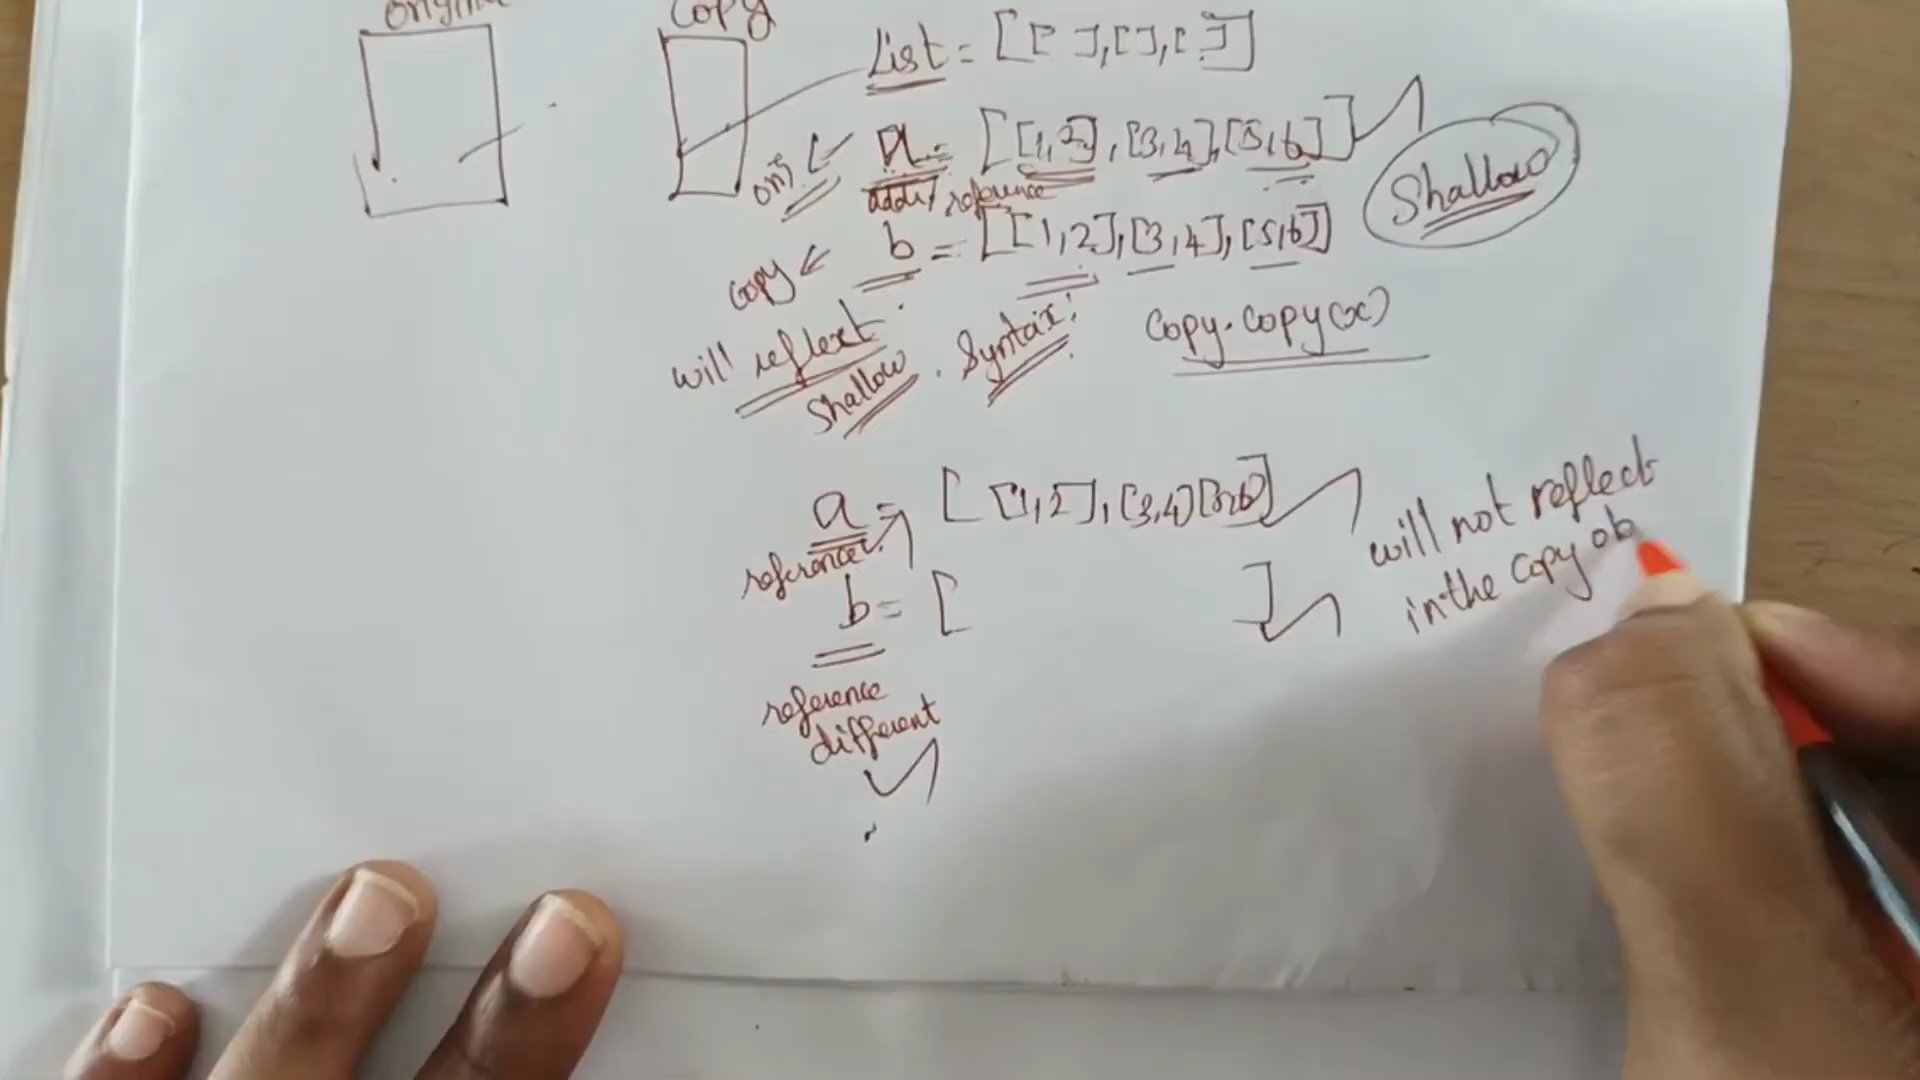 Copy
List = [[ ],[ ],[ ]]
a = [[1,2],[3,4],[5,6]]
reference
Shallow
b = [[1,2],[3,4],[5,6]]
copy
will reflext
Shallow
Syntax:
Copy.copy(x)
a = [[1,2],[3,4][5,6]]
reference
will not reflect
in the copy ob
b = [ ]
reference
different